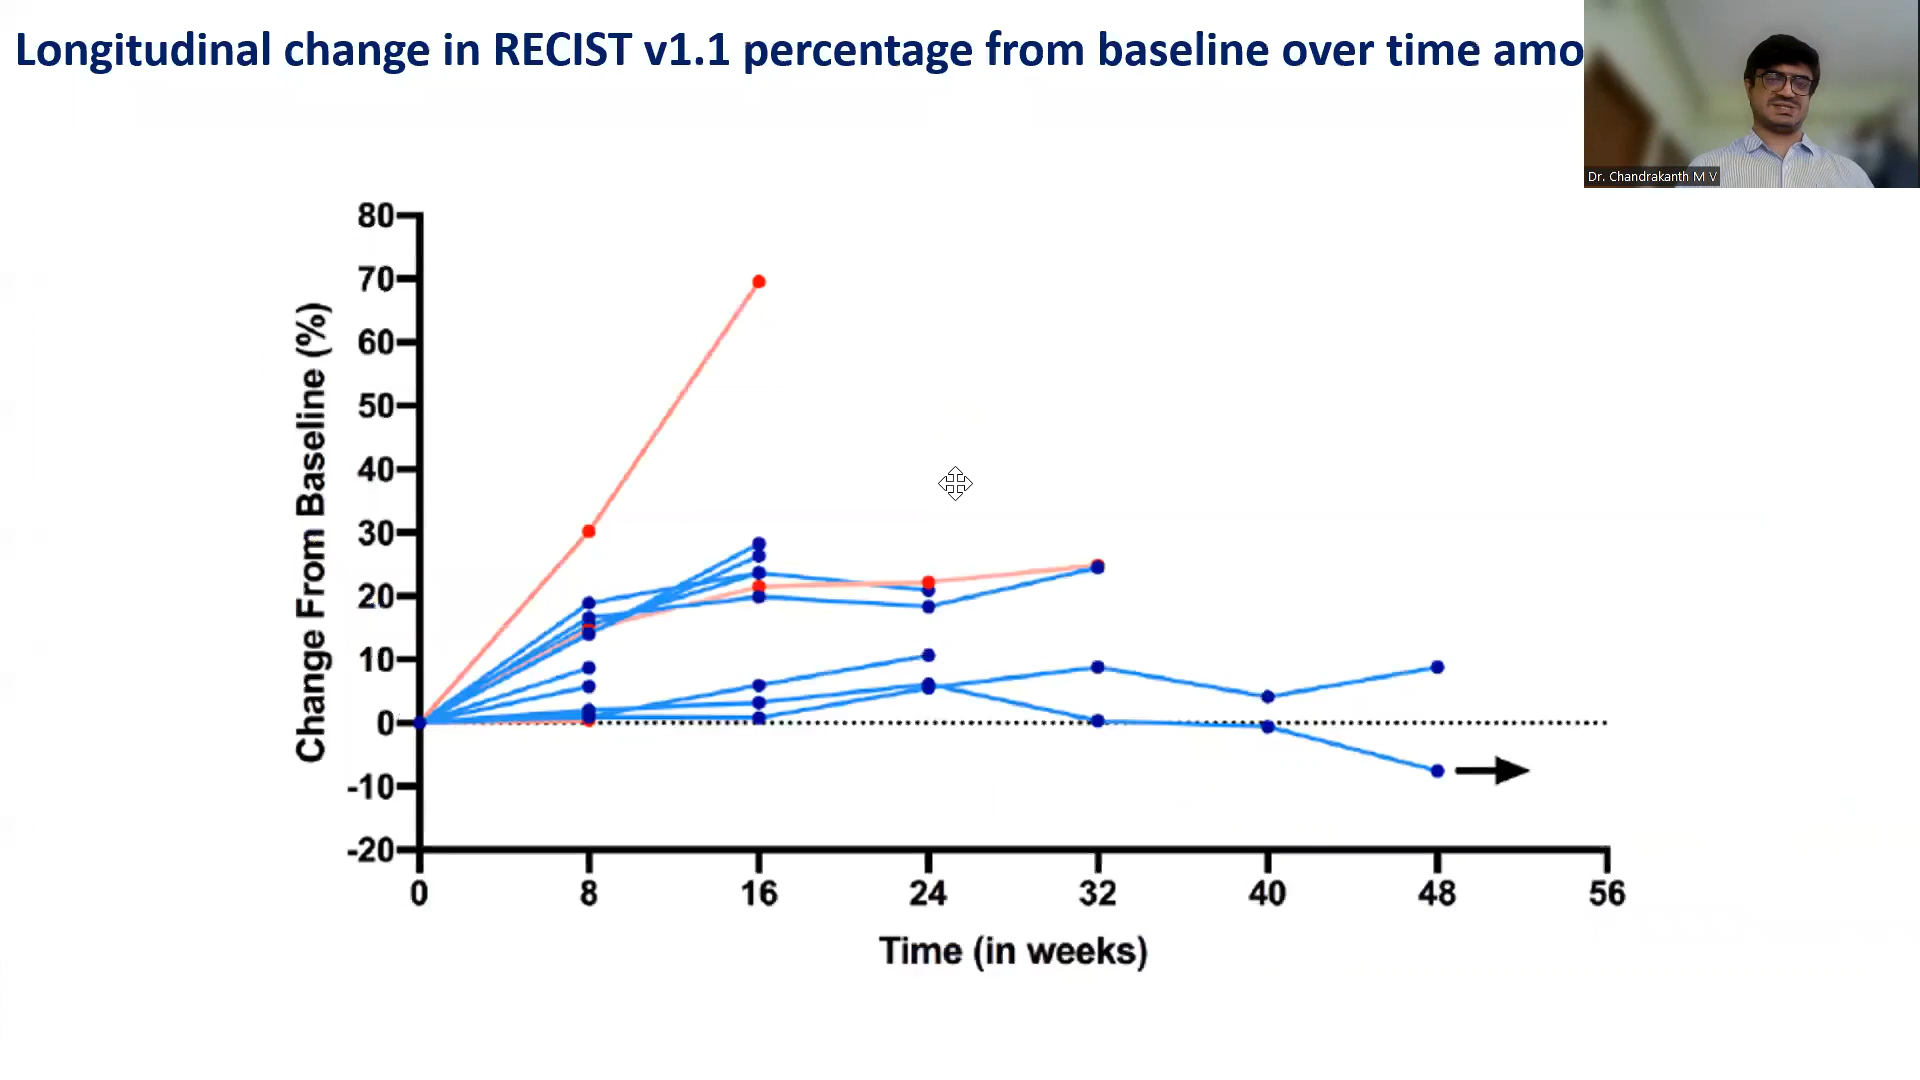 Longitudinal change in RECIST v1.1 percentage from baseline over time amo
Dr. Chandrakanth M V
Change From Baseline (%)
80
70
60
50
40
30
20
10
0
-10
-20
0 8 16 24 32 40 48 56
Time (in weeks)